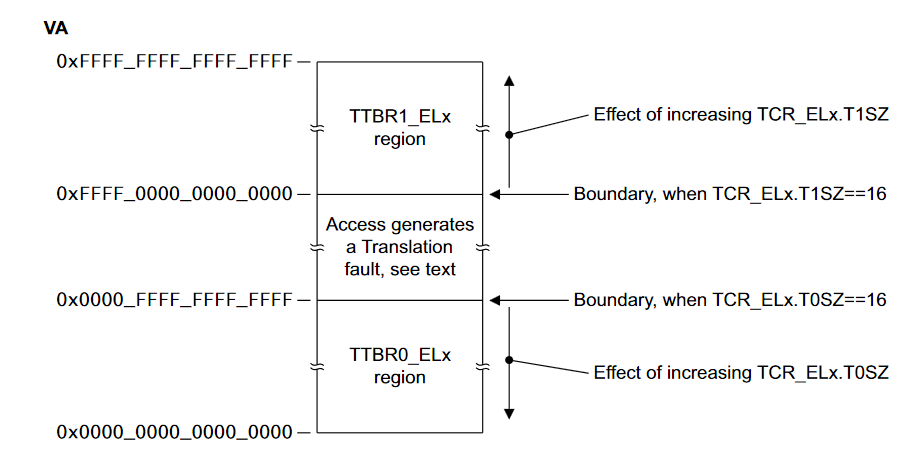 VA
0xFFFF_FFFF_FFFF_FFFF
TTBR1_ELx
region
Effect of increasing TCR_ELx.T1SZ
0xFFFF_0000_0000_0000
Boundary, when TCR_ELx.T1SZ==16
Access generates
a Translation
fault, see text
0x0000_FFFF_FFFF_FFFF
Boundary, when TCR_ELx.T0SZ==16
TTBR0_ELx
region
Effect of increasing TCR_ELx.T0SZ
0x0000_0000_0000_0000